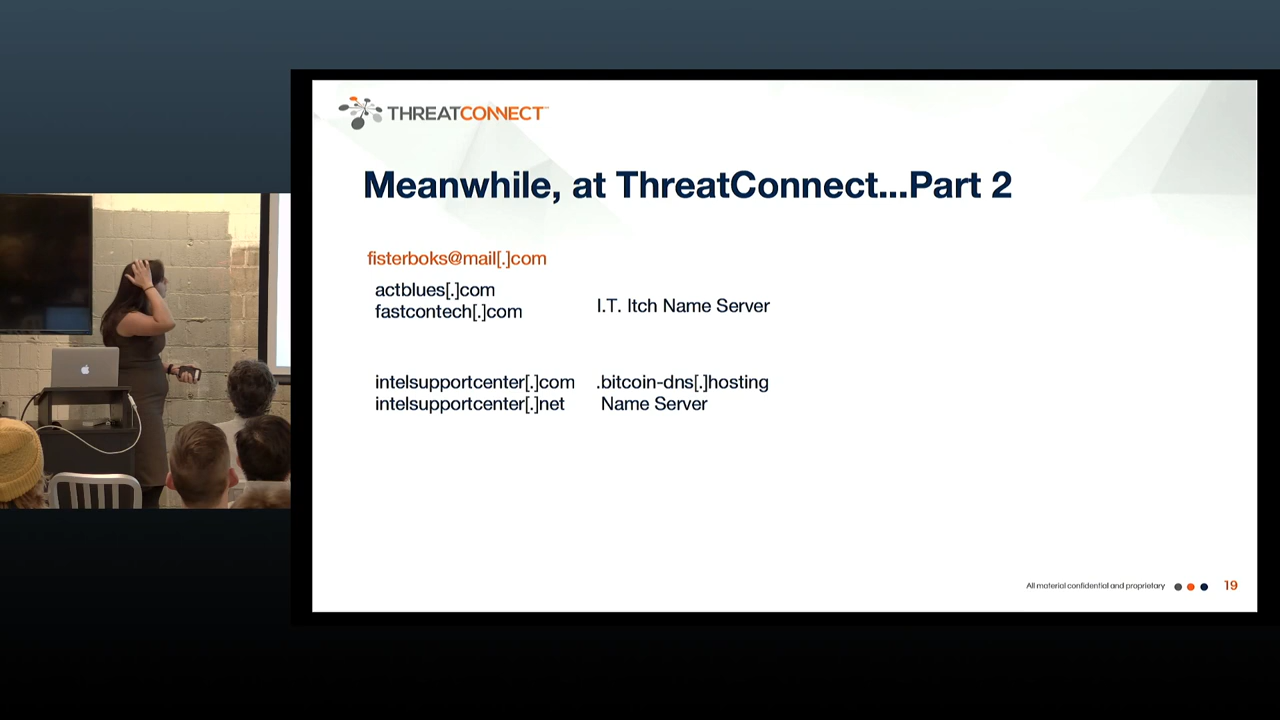 THREATCONNECT™
Meanwhile, at ThreatConnect...Part 2
fisterboks@mail[.]com
actblues[.]com
fastcontech[.]com
I.T. Itch Name Server
intelsupportcenter[.]com
intelsupportcenter[.]net
.bitcoin-dns[.]hosting
Name Server
All material confidential and proprietary
19